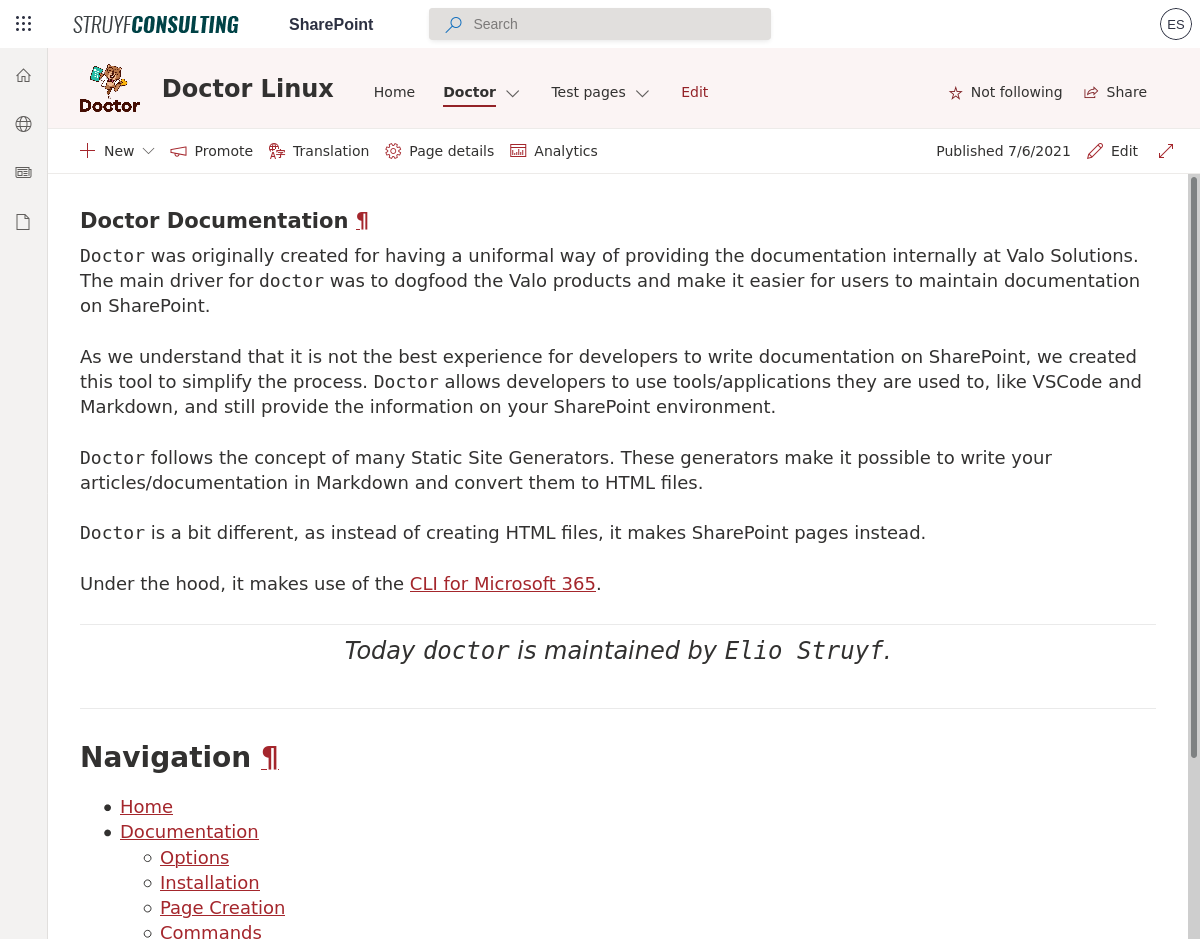 STRUYFCONSULTING SharePoint Search ES
Doctor Doctor Linux Home Doctor Test pages Edit Not following Share
New Promote Translation Page details Analytics Published 7/6/2021 Edit
Doctor Documentation ¶
Doctor was originally created for having a uniformal way of providing the documentation internally at Valo Solutions.
The main driver for doctor was to dogfood the Valo products and make it easier for users to maintain documentation
on SharePoint.
As we understand that it is not the best experience for developers to write documentation on SharePoint, we created
this tool to simplify the process. Doctor allows developers to use tools/applications they are used to, like VSCode and
Markdown, and still provide the information on your SharePoint environment.
Doctor follows the concept of many Static Site Generators. These generators make it possible to write your
articles/documentation in Markdown and convert them to HTML files.
Doctor is a bit different, as instead of creating HTML files, it makes SharePoint pages instead.
Under the hood, it makes use of the CLI for Microsoft 365.
Today doctor is maintained by Elio Struyf.
Navigation ¶
Home
Documentation
Options
Installation
Page Creation
Commands